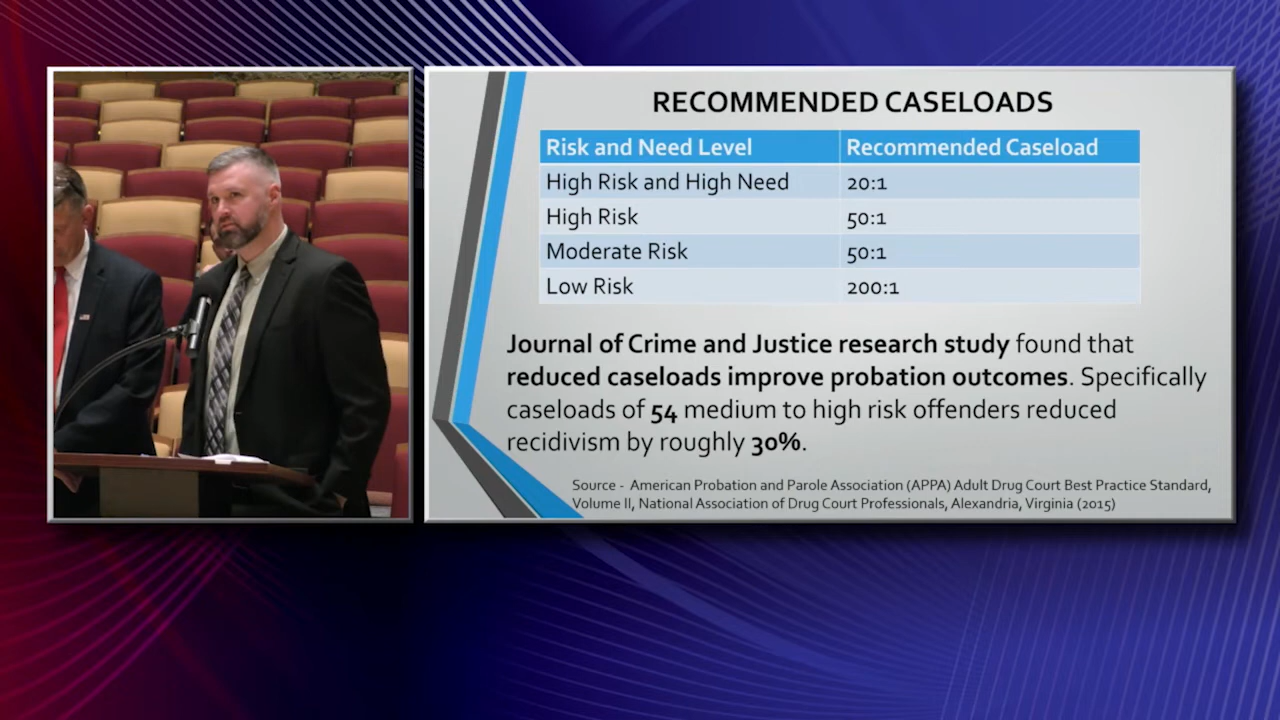 RECOMMENDED CASELOADS
Risk and Need Level Recommended Caseload
High Risk and High Need 20:1
High Risk 50:1
Moderate Risk 50:1
Low Risk 200:1
Journal of Crime and Justice research study found that
reduced caseloads improve probation outcomes. Specifically
caseloads of 54 medium to high risk offenders reduced
recidivism by roughly 30%.
Source - American Probation and Parole Association (APPA) Adult Drug Court Best Practice Standard,
Volume II, National Association of Drug Court Professionals, Alexandria, Virginia (2015)